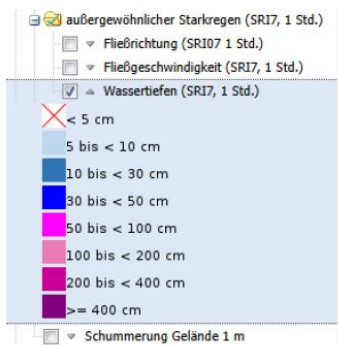 außergewöhnlicher Starkregen (SRI7, 1 Std.)
Fließrichtung (SRI07 1 Std.)
Fließgeschwindigkeit (SRI7, 1 Std.)
Wassertiefen (SRI7, 1 Std.)
< 5 cm
5 bis < 10 cm
10 bis < 30 cm
30 bis < 50 cm
50 bis < 100 cm
100 bis < 200 cm
200 bis < 400 cm
>= 400 cm
Schummerung Gelände 1 m